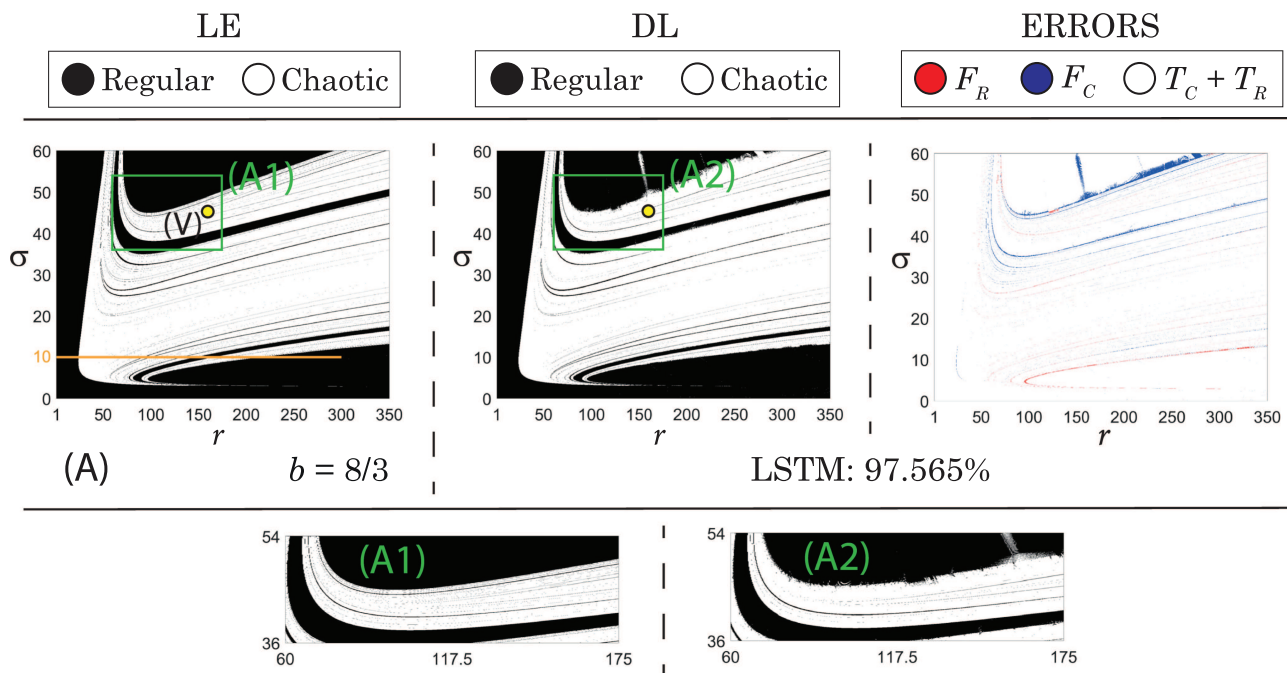 LE
DL
ERRORS
Regular Chaotic
Regular Chaotic
F_R F_C T_C + T_R
60
50
40
30
20
10
0
σ
(A1)
(V)
1 50 100 150 200 250 300 350
r
60
50
40
30
20
10
0
σ
(A2)
1 50 100 150 200 250 300 350
r
60
50
40
30
20
10
0
σ
1 50 100 150 200 250 300 350
r
(A)
b = 8/3
LSTM: 97.565%
54
36
(A1)
60 117.5 175
54
36
(A2)
60 117.5 175